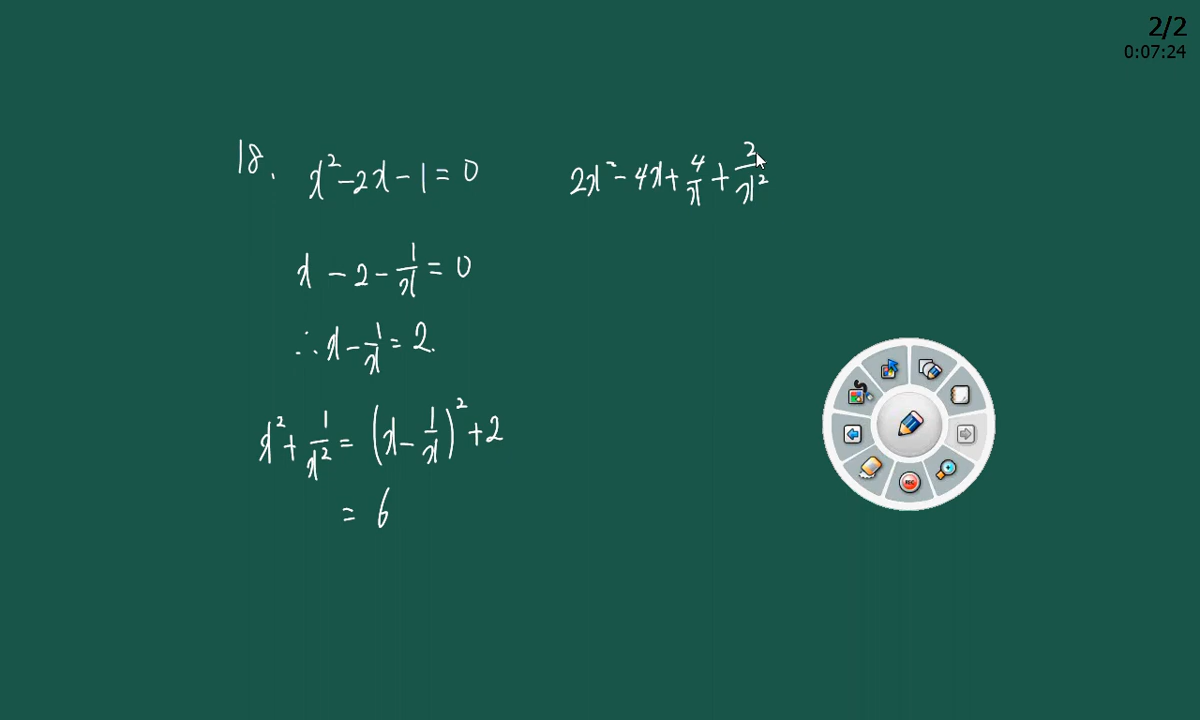 2/2
0:07:24
18. x²-2x-1=0
2x²-4x+4/x+2/x²
x-2-1/x=0
∴x-1/x=2.
x²+1/x²=(x-1/x)²+2
=6
REC